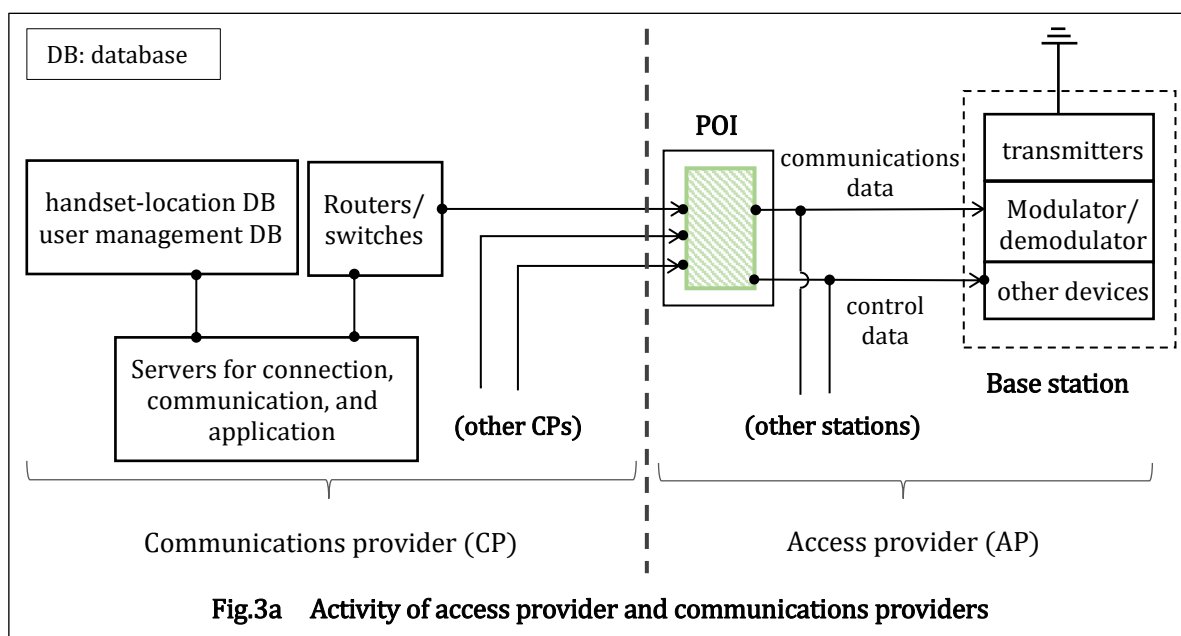 DB: database
handset-location DB
user management DB
Routers/
switches
Servers for connection,
communication, and
application
(other CPs)
Communications provider (CP)
POI
communications
data
control
data
(other stations)
transmitters
Modulator/
demodulator
other devices
Base station
Access provider (AP)
Fig.3a Activity of access provider and communications providers